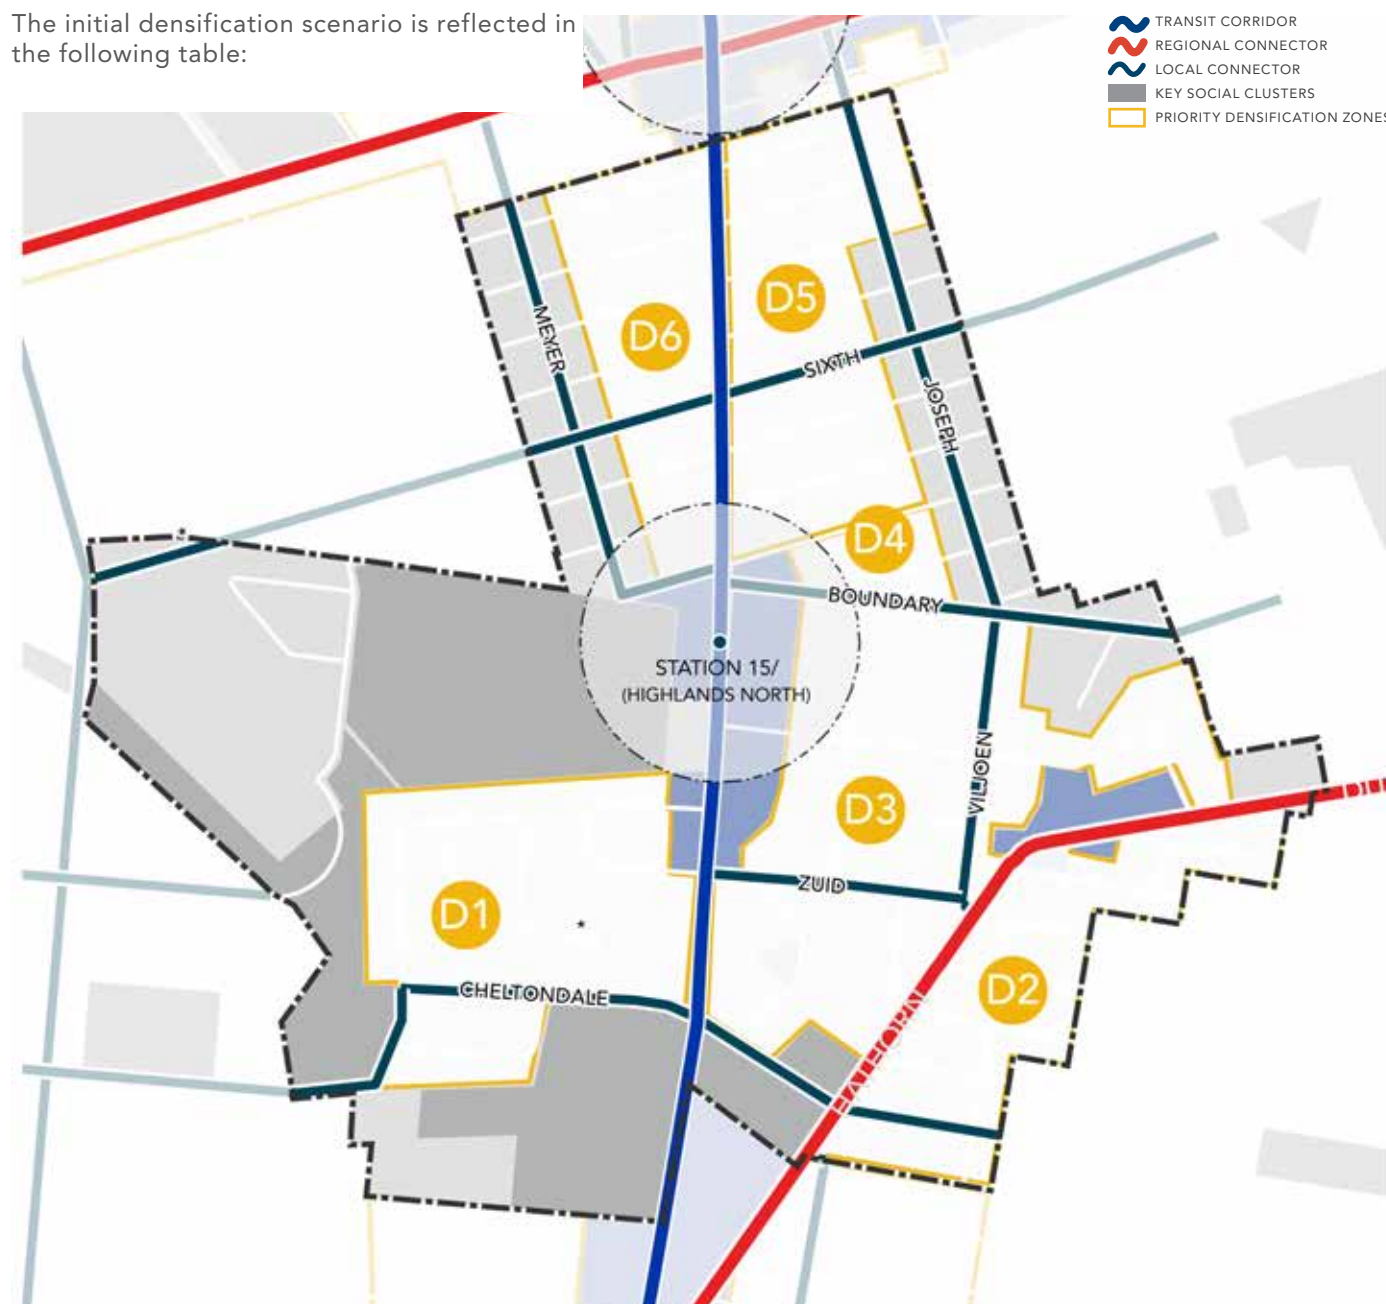 The initial densification scenario is reflected in
the following table:
TRANSIT CORRIDOR
REGIONAL CONNECTOR
LOCAL CONNECTOR
KEY SOCIAL CLUSTERS
PRIORITY DENSIFICATION ZONES
D5
D6
MEYER
SIXTH
JOSEPH
D4
BOUNDARY
STATION 15/
(HIGHLANDS NORTH)
VILJOEN
D3
ZUID
D1
CHELTONDALE
D2
HATHORN